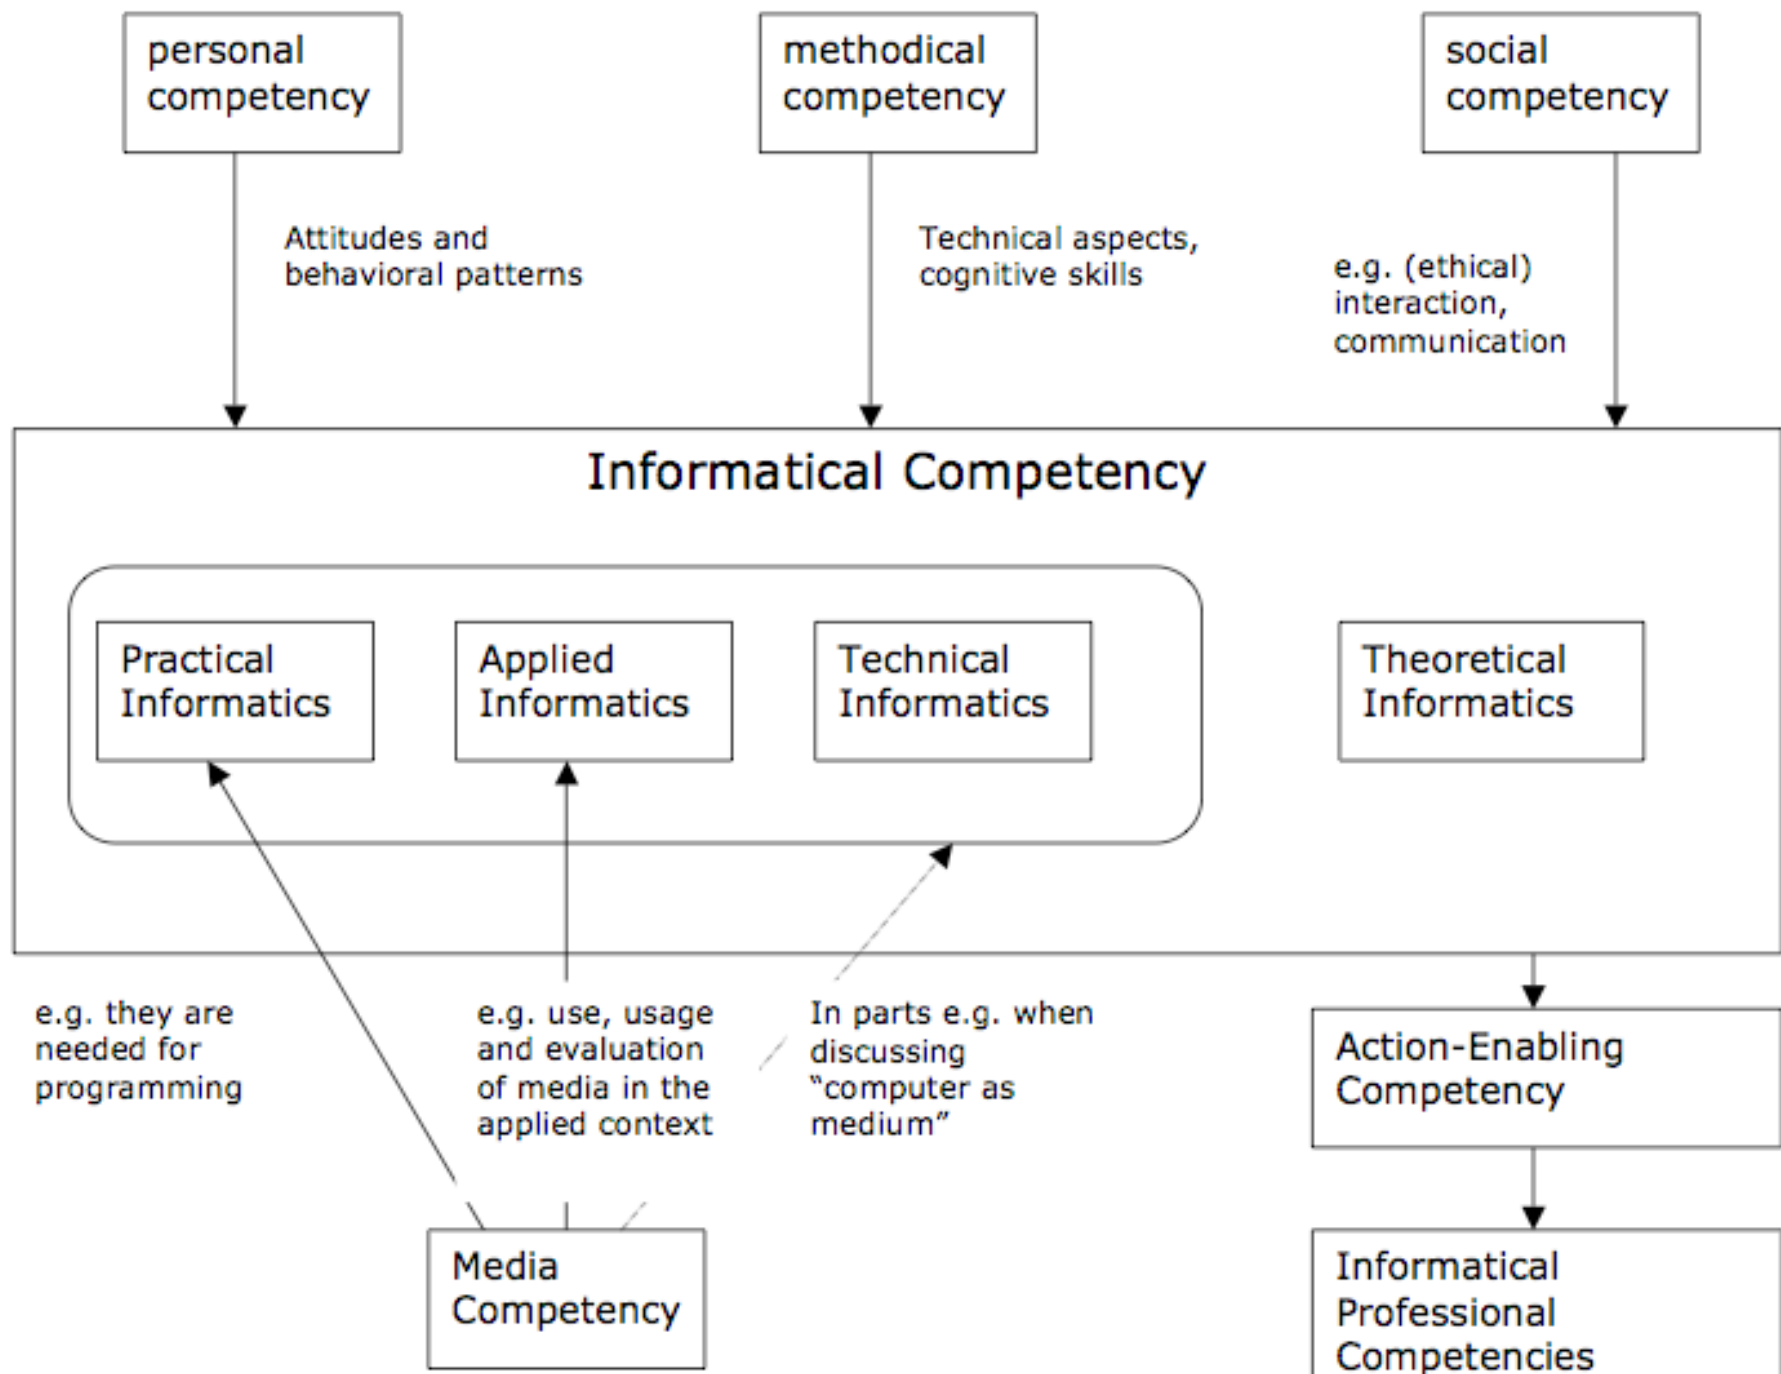 personal
competency
methodical
competency
social
competency
Attitudes and
behavioral patterns
Technical aspects,
cognitive skills
e.g. (ethical)
interaction,
communication
Informatical Competency
Practical
Informatics
Applied
Informatics
Technical
Informatics
Theoretical
Informatics
e.g. they are
needed for
programming
e.g. use, usage
and evaluation
of media in the
applied context
In parts e.g. when
discussing
“computer as
medium”
Action-Enabling
Competency
Media
Competency
Informatical
Professional
Competencies